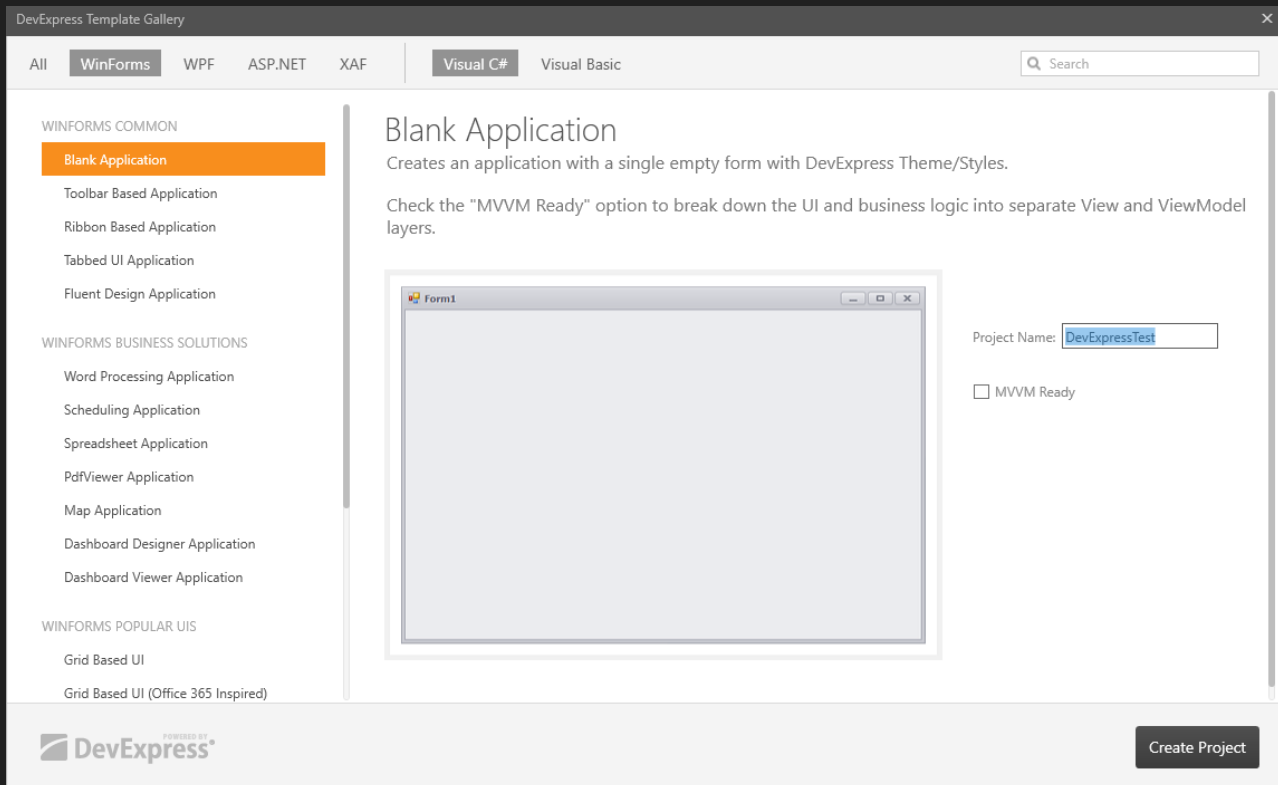 DevExpress Template Gallery
All WinForms WPF ASP.NET XAF Visual C# Visual Basic Search
WINFORMS COMMON
Blank Application
Toolbar Based Application
Ribbon Based Application
Tabbed UI Application
Fluent Design Application
WINFORMS BUSINESS SOLUTIONS
Word Processing Application
Scheduling Application
Spreadsheet Application
PdfViewer Application
Map Application
Dashboard Designer Application
Dashboard Viewer Application
WINFORMS POPULAR UIS
Grid Based UI
Grid Based UI (Office 365 Inspired)
Blank Application
Creates an application with a single empty form with DevExpress Theme/Styles.
Check the "MVVM Ready" option to break down the UI and business logic into separate View and ViewModel
layers.
Form1
Project Name: DevExpressTest
MVVM Ready
POWERED BY
DevExpress
Create Project